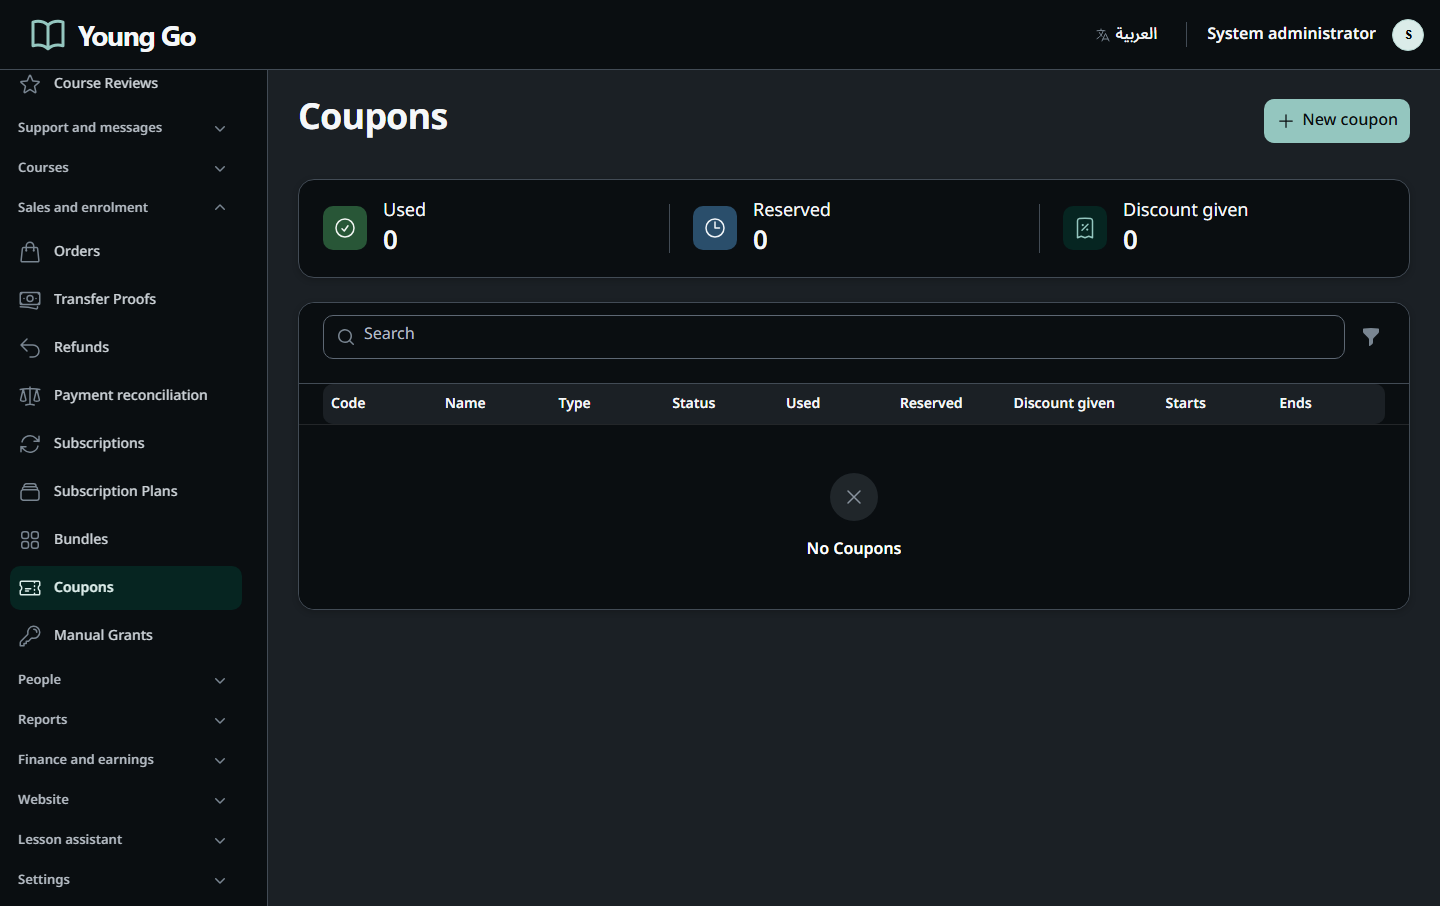 Young Go
العربية
System administrator
S
Course Reviews
Support and messages
Courses
Sales and enrolment
Orders
Transfer Proofs
Refunds
Payment reconciliation
Subscriptions
Subscription Plans
Bundles
Coupons
Manual Grants
People
Reports
Finance and earnings
Website
Lesson assistant
Settings
Coupons
New coupon
Used
0
Reserved
0
Discount given
0
Search
Code Name Type Status Used Reserved Discount given Starts Ends
No Coupons